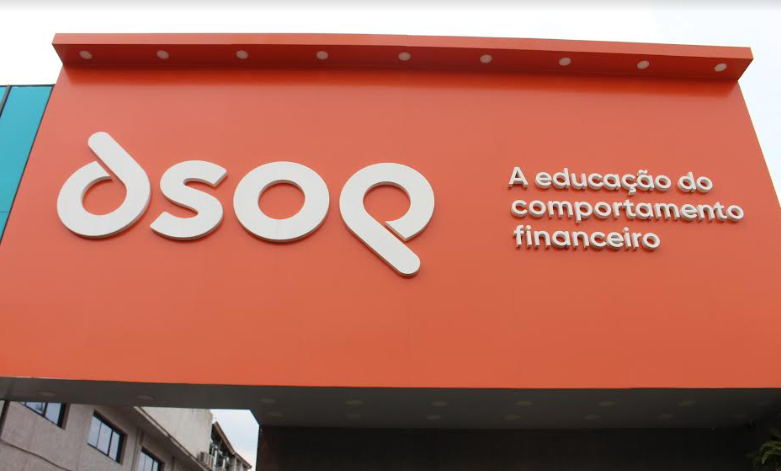 dsop
A educação do
comportamento
financeiro